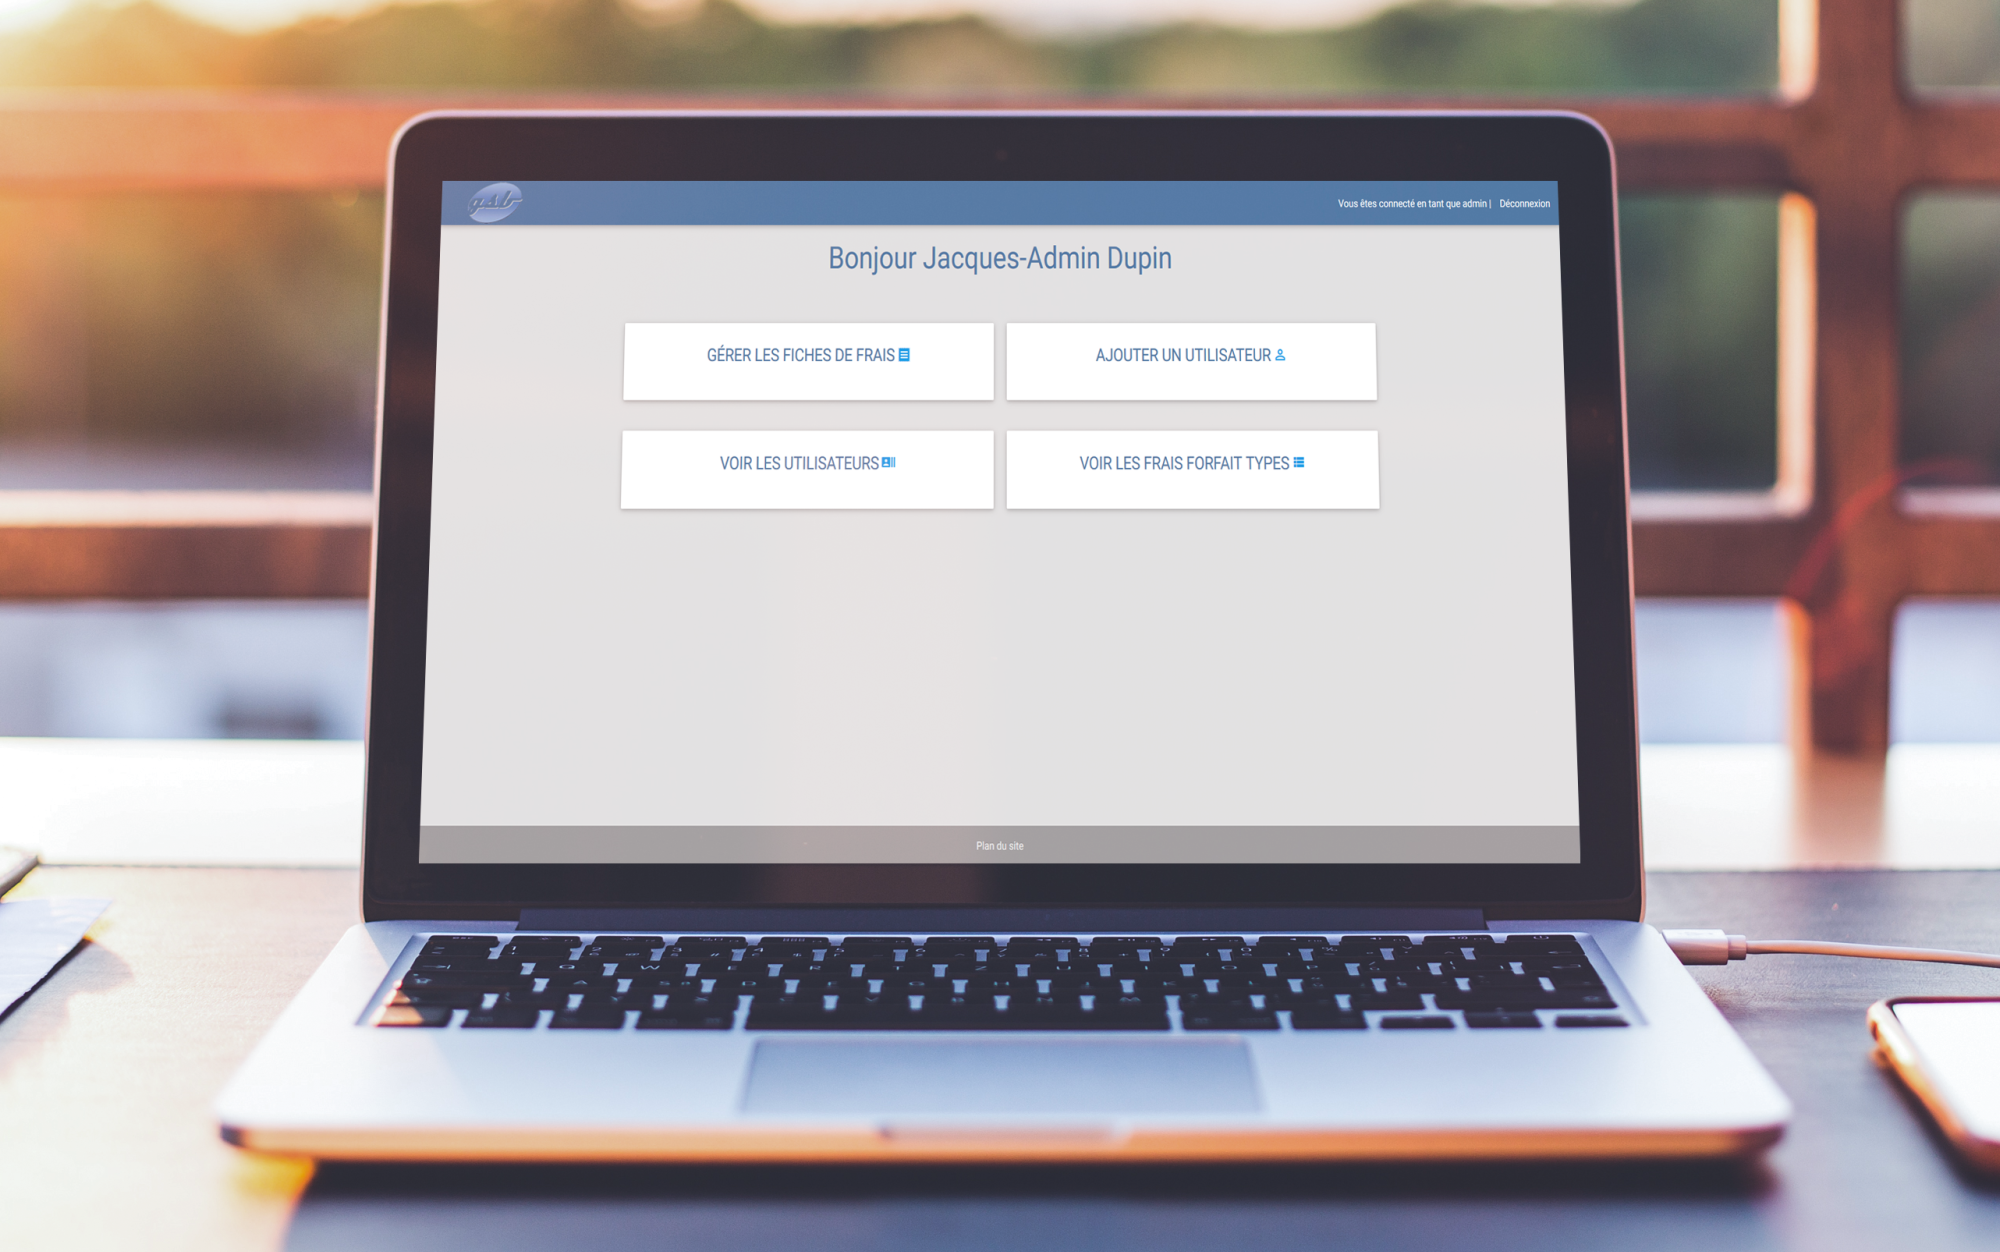 gsb
Vous êtes connecté en tant que admin | Déconnexion
Bonjour Jacques-Admin Dupin
GÉRER LES FICHES DE FRAIS
AJOUTER UN UTILISATEUR
VOIR LES UTILISATEURS
VOIR LES FRAIS FORFAIT TYPES
Plan du site